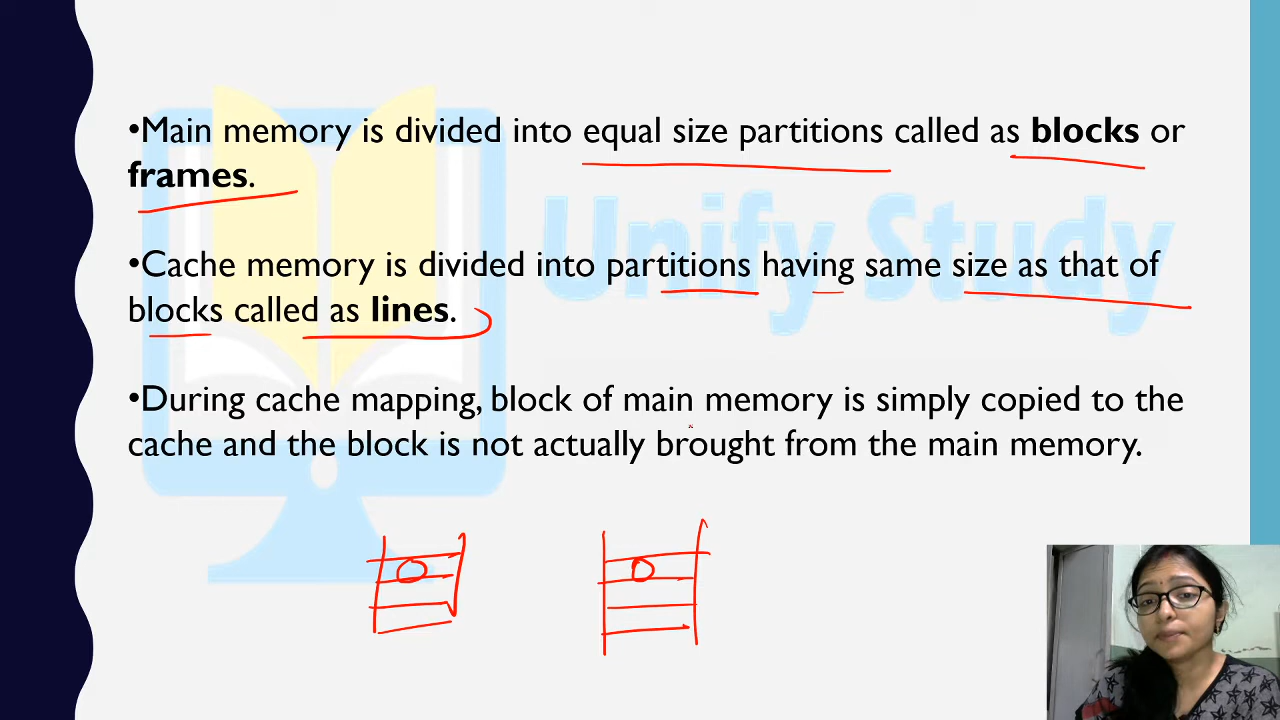 •Main memory is divided into equal size partitions called as blocks or
frames.
•Cache memory is divided into partitions having same size as that of
blocks called as lines.
•During cache mapping, block of main memory is simply copied to the
cache and the block is not actually brought from the main memory.
Unify Study